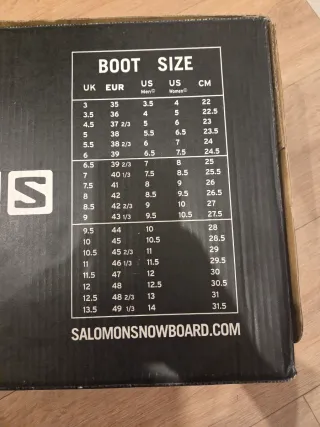 BOOT SIZE
UK EUR US US CM
Men's Women's
3 35 3.5 4 22
3.5 36 4 5 22.5
4.5 37 2/3 5 6 23
5 38 5.5 6.5 23.5
5.5 38 2/3 6 7 24
6 39 6.5 7.5 24.5
6.5 39 2/3 7 8 25
7 40 1/3 7.5 8.5 25.5
7.5 41 8 9 26
8 42 8.5 9.5 26.5
8.5 42 2/3 9 10 27
9 43 1/3 9.5 10.5 27.5
9.5 44 10 28
10 45 10.5 28.5
10.5 45 2/3 11 29
11 46 1/3 11.5 29.5
11.5 47 12 30
12 48 12.5 30.5
12.5 48 2/3 13 31
13.5 49 1/3 14 31.5
S
SALOMONSNOWBOARD.COM